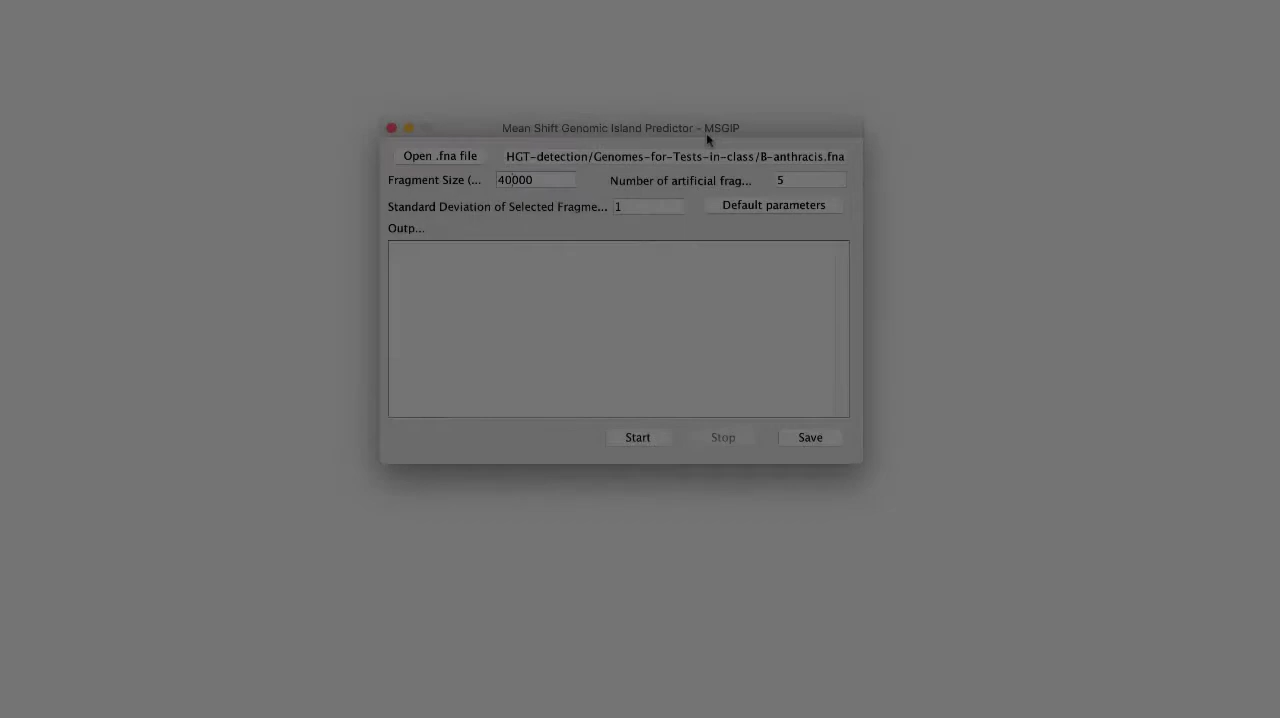 Mean Shift Genomic Island Predictor - MSGIP
Open .fna file HGT-detection/Genomes-for-Tests-in-class/B-anthracis.fna
Fragment Size (... 40000 Number of artificial frag... 5
Standard Deviation of Selected Fragme... 1 Default parameters
Outp...
Start Stop Save